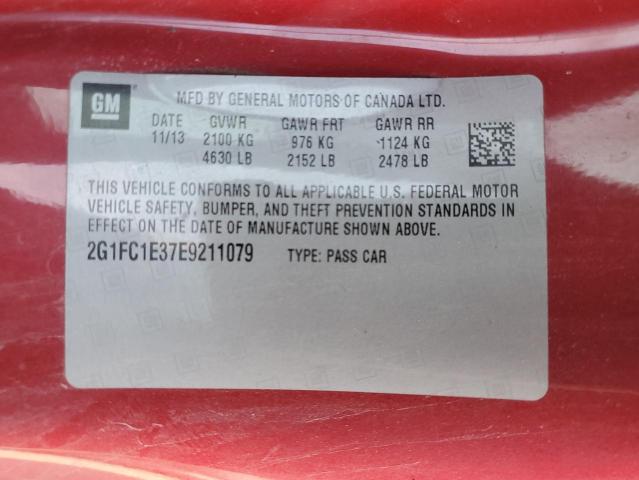 GM
MFD BY GENERAL MOTORS OF CANADA LTD.
DATE GVWR GAWR FRT GAWR RR
11/13 2100 KG 976 KG 1124 KG
4630 LB 2152 LB 2478 LB
THIS VEHICLE CONFORMS TO ALL APPLICABLE U.S. FEDERAL MOTOR
VEHICLE SAFETY, BUMPER, AND THEFT PREVENTION STANDARDS IN
EFFECT ON THE DATE OF MANUFACTURE SHOWN ABOVE.
2G1FC1E37E9211079 TYPE: PASS CAR